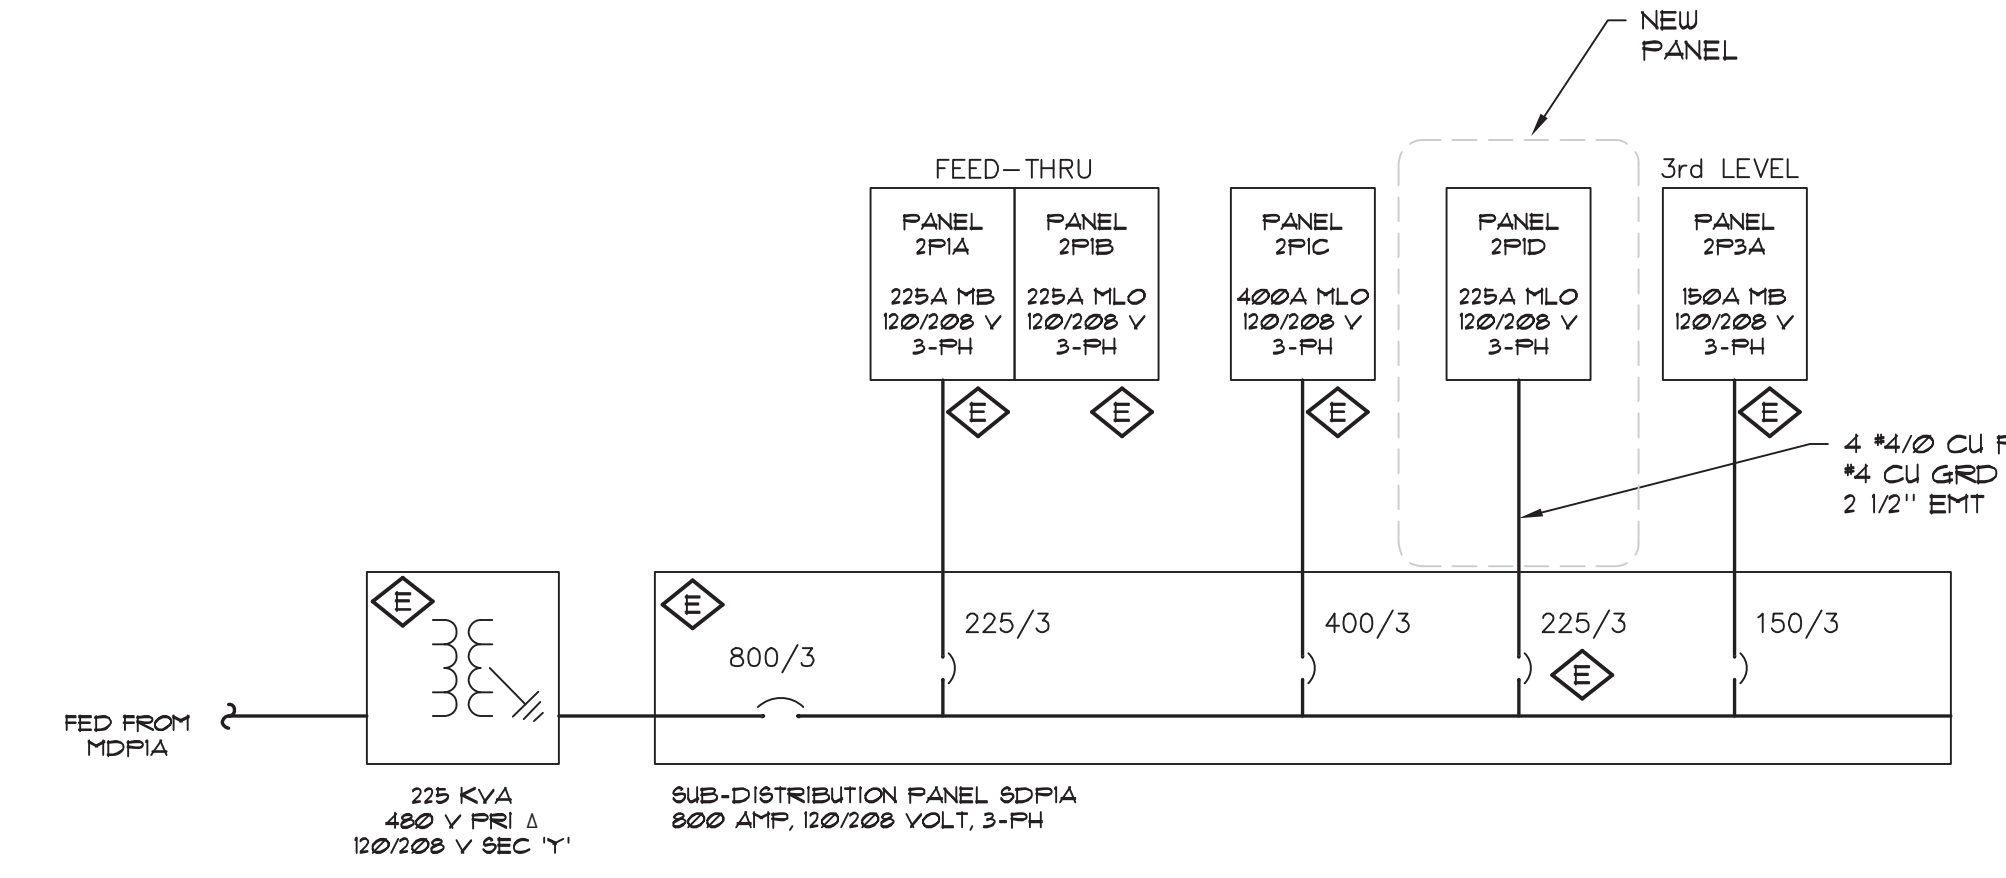 NEW
PANEL
FEED-THRU
3rd LEVEL
PANEL
2P1A
225A MB
120/208 V
3-PH
PANEL
2P1B
225A MLO
120/208 V
3-PH
PANEL
2P1C
400A MLO
120/208 V
3-PH
PANEL
2P1D
225A MLO
120/208 V
3-PH
PANEL
2P3A
150A MB
120/208 V
3-PH
E
E
E
E
4 #4/0 CU
#4 CU GRD
2 1/2" EMT
E
E
800/3
225/3
400/3
225/3
150/3
E
FED FROM
MDP1A
225 KVA
480 V PRI Δ
120/208 V SEC 'Y'
SUB-DISTRIBUTION PANEL SDP1A
800 AMP, 120/208 VOLT, 3-PH